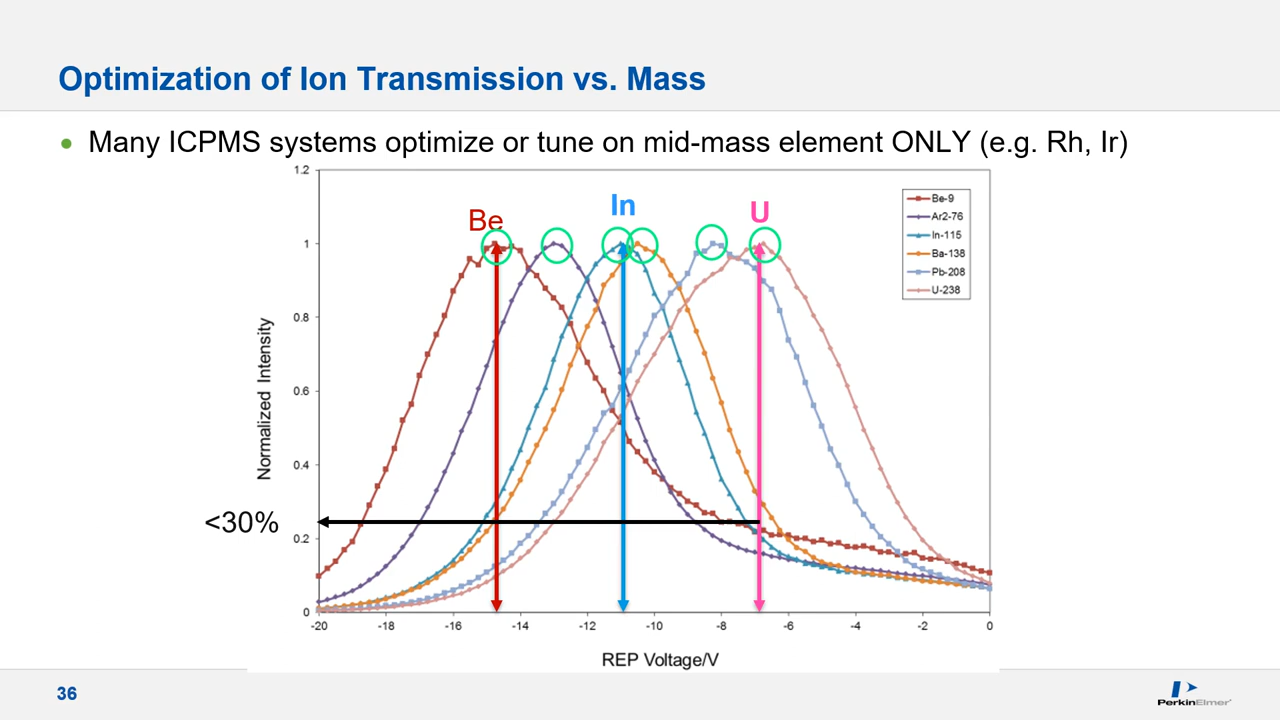 Optimization of Ion Transmission vs. Mass
• Many ICPMS systems optimize or tune on mid-mass element ONLY (e.g. Rh, Ir)
1.2
1
0.8
0.6
0.4
0.2
0
Normalized Intensity
<30%
Be
In
U
Be-9
Ar2-76
In-115
Ba-138
Pb-208
U-238
-20 -18 -16 -14 -12 -10 -8 -6 -4 -2 0
REP Voltage/V
36
PerkinElmer